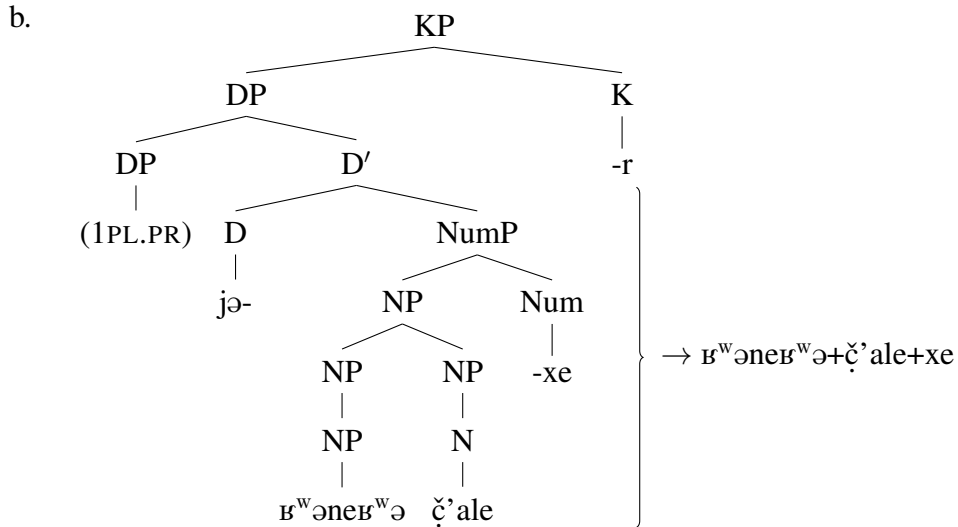 b.
KP
DP K
DP D′ -r
(1PL.PR) D NumP
jə- NP Num
NP NP -xe → ʁʷəneʁʷə+č̣’ale+xe
NP N
ʁʷəneʁʷə č̣’ale